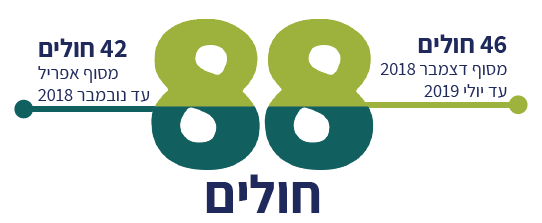 46 חולים
מסוף דצמבר 2018
עד יולי 2019
88
חולים
42 חולים
מסוף אפריל
עד נובמבר 2018